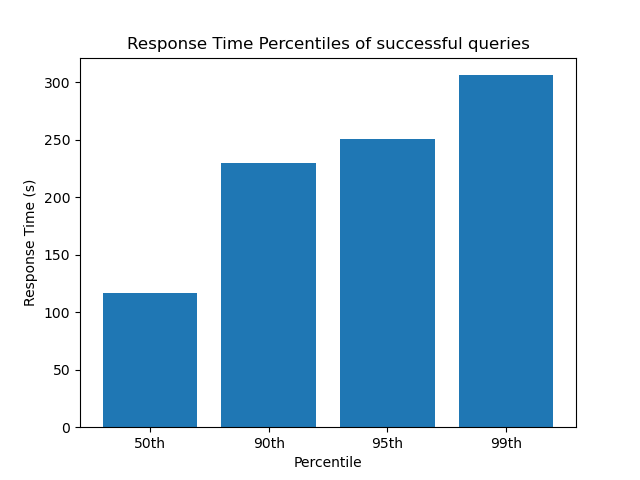 Response Time Percentiles of successful queries
300
250
200
150
100
50
0
Response Time (s)
50th 90th 95th 99th
Percentile